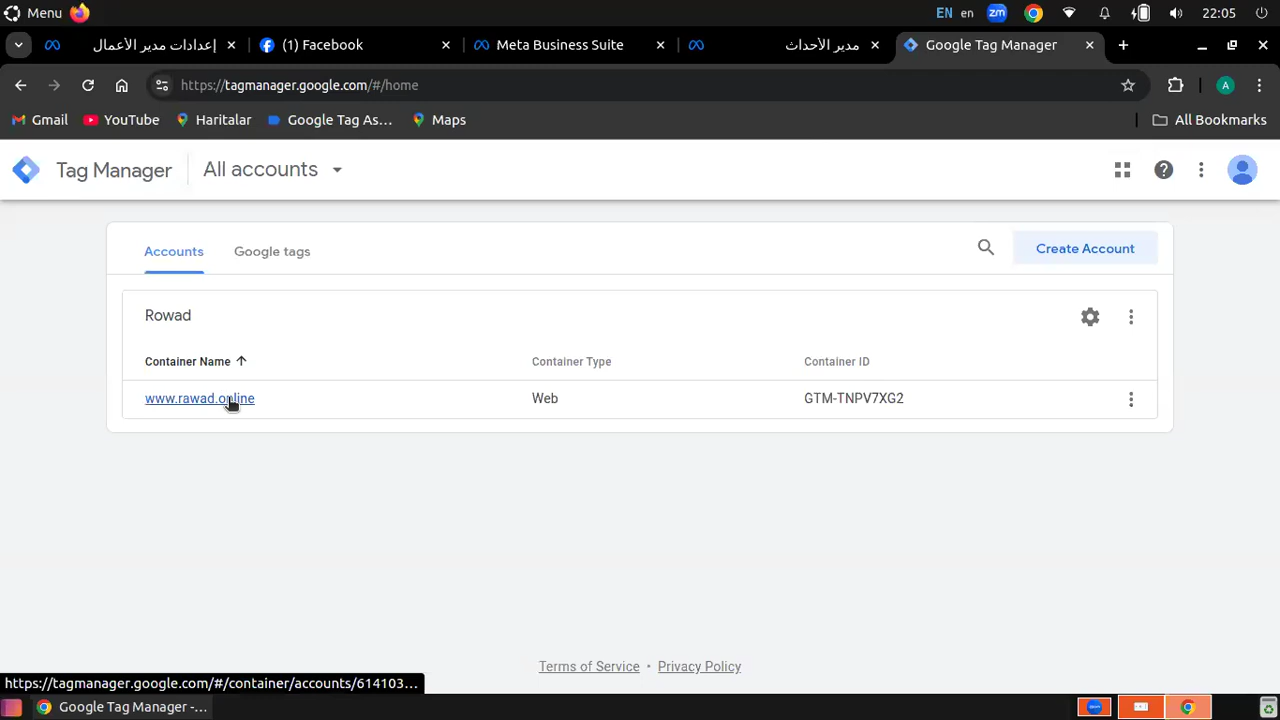 Menu
EN en zm 22:05
إعدادات مدير الأعمال × (1) Facebook × Meta Business Suite × مدير الأحداث × Google Tag Manager ×
https://tagmanager.google.com/#/home A
Gmail YouTube Haritalar Google Tag As... Maps All Bookmarks
Tag Manager All accounts
Accounts Google tags Create Account
Rowad
Container Name Container Type Container ID
www.rawad.online Web GTM-TNPV7XG2
Terms of Service • Privacy Policy
https://tagmanager.google.com/#/container/accounts/614103...
Google Tag Manager -... zm